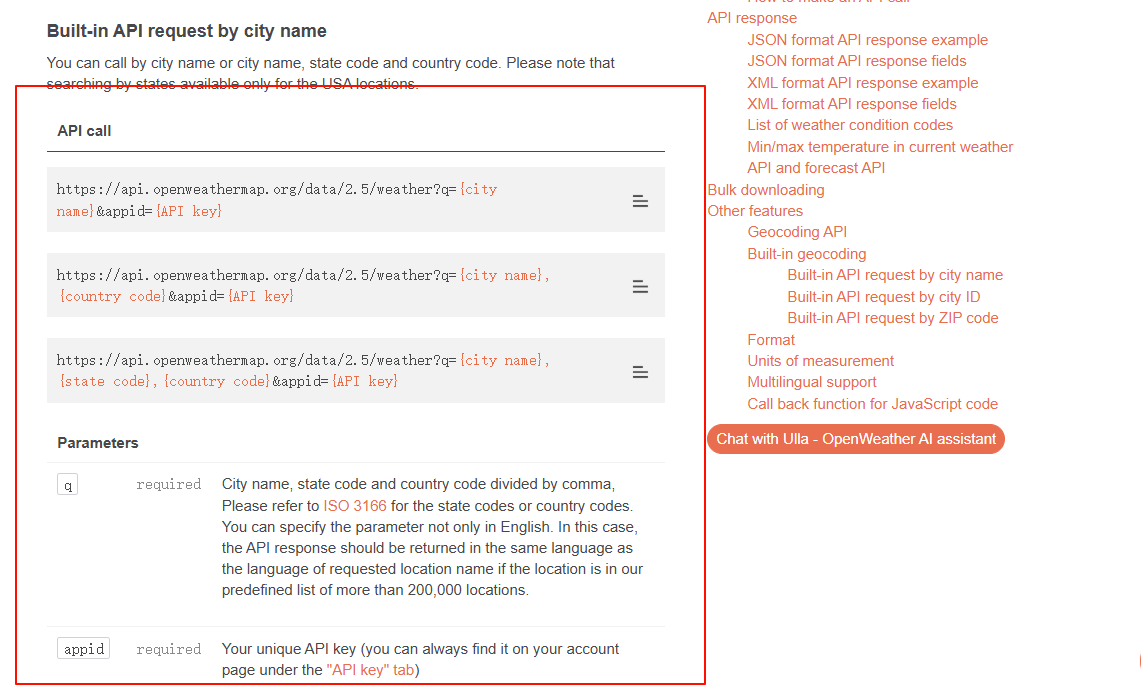 Built-in API request by city name
You can call by city name or city name, state code and country code. Please note that
searching by states available only for the USA locations.
API call
https://api.openweathermap.org/data/2.5/weather?q={city
name}&appid={API key}
https://api.openweathermap.org/data/2.5/weather?q={city name},
{country code}&appid={API key}
https://api.openweathermap.org/data/2.5/weather?q={city name},
{state code},{country code}&appid={API key}
Parameters
q required City name, state code and country code divided by comma,
Please refer to ISO 3166 for the state codes or country codes.
You can specify the parameter not only in English. In this case,
the API response should be returned in the same language as
the language of requested location name if the location is in our
predefined list of more than 200,000 locations.
appid required Your unique API key (you can always find it on your account
page under the "API key" tab)
How to make an API call
API response
JSON format API response example
JSON format API response fields
XML format API response example
XML format API response fields
List of weather condition codes
Min/max temperature in current weather
API and forecast API
Bulk downloading
Other features
Geocoding API
Built-in geocoding
Built-in API request by city name
Built-in API request by city ID
Built-in API request by ZIP code
Format
Units of measurement
Multilingual support
Call back function for JavaScript code
Chat with Ulla - OpenWeather AI assistant